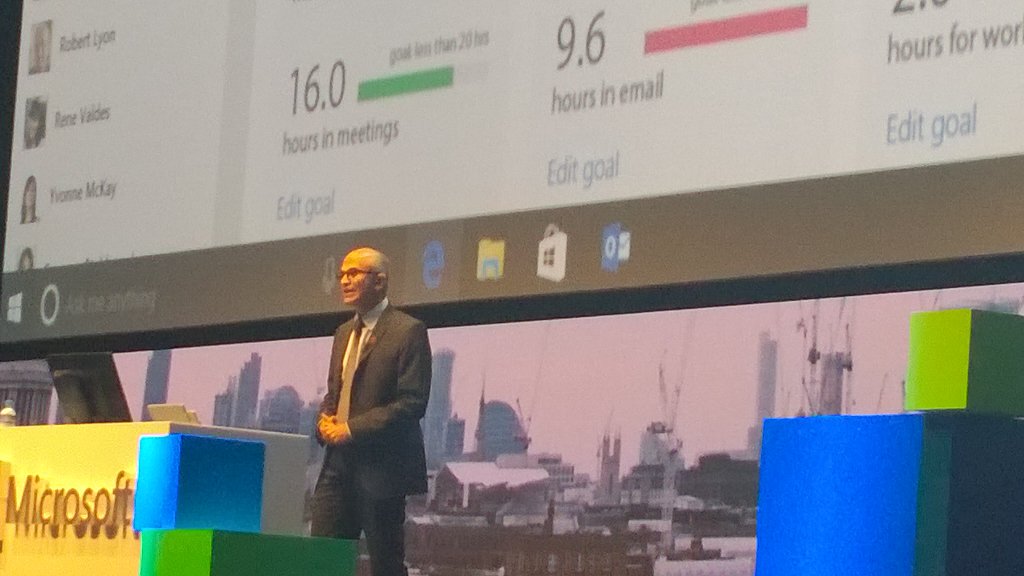 Robert Lyon
Rene Valdes
Yvonne McKay
goal less than 20 hrs
16.0
hours in meetings
Edit goal
9.6
hours in email
Edit goal
hours for
Edit goal
Ask me anything
Microsoft